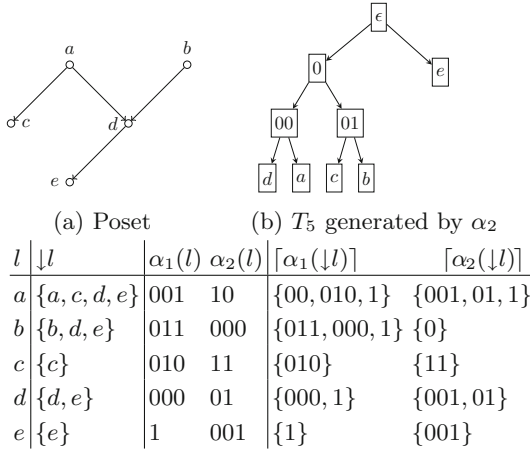 a b
c d
e
(a) Poset
ϵ
0 e
00 01
d a c b
(b) T₅ generated by α₂
l ↓l α₁(l) α₂(l) ⌈α₁(↓l)⌉ ⌈α₂(↓l)⌉
a {a, c, d, e} 001 10 {00, 010, 1} {001, 01, 1}
b {b, d, e} 011 000 {011, 000, 1} {0}
c {c} 010 11 {010} {11}
d {d, e} 000 01 {000, 1} {001, 01}
e {e} 1 001 {1} {001}